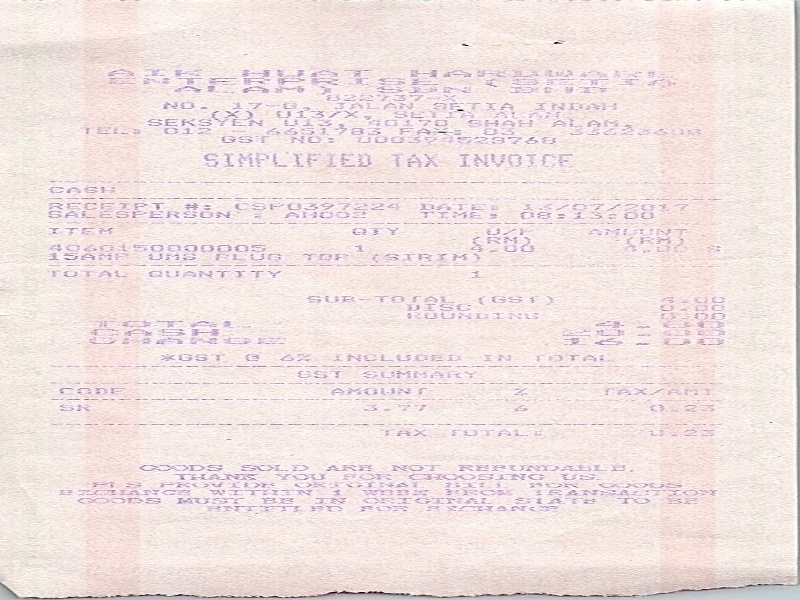 AIK HUAT HARDWARE
ENTERPRISE (SETIA
ALAM) SDN BHD
822737-X
NO. 17-G, JALAN SETIA INDAH
(X) U13/X, SETIA ALAM,
SEKSYEN U13, 40170 SHAH ALAM,
TEL: 012 - 6651783 FAX: 03 - 33623608
GST NO: 000394528768
SIMPLIFIED TAX INVOICE
CASH
RECEIPT #: CSP0397224 DATE: 13/07/2017
SALESPERSON : AH002 TIME: 08:13:00
ITEM QTY U/P AMOUNT
(RM) (RM)
4060150000005 1 4.00 4.00 S
15AMP UMS PLUG TOP (SIRIM)
TOTAL QUANTITY 1
SUB-TOTAL (GST) 4.00
DISC 0.00
ROUNDING 0.00
TOTAL 4.00
CASH 20.00
CHANGE 16.00
*GST @ 6% INCLUDED IN TOTAL
GST SUMMARY
CODE AMOUNT % TAX/AMT
SR 3.77 6 0.23
TAX TOTAL: 0.23
GOODS SOLD ARE NOT REFUNDABLE,
THANK YOU FOR CHOOSING US.
PLS PROVIDE ORIGINAL BILL FOR GOODS
EXCHANGE WITHIN 1 WEEK FROM TRANSACTION
GOODS MUST BE IN ORIGINAL STATE TO BE
ENTITLED FOR EXCHANGE.